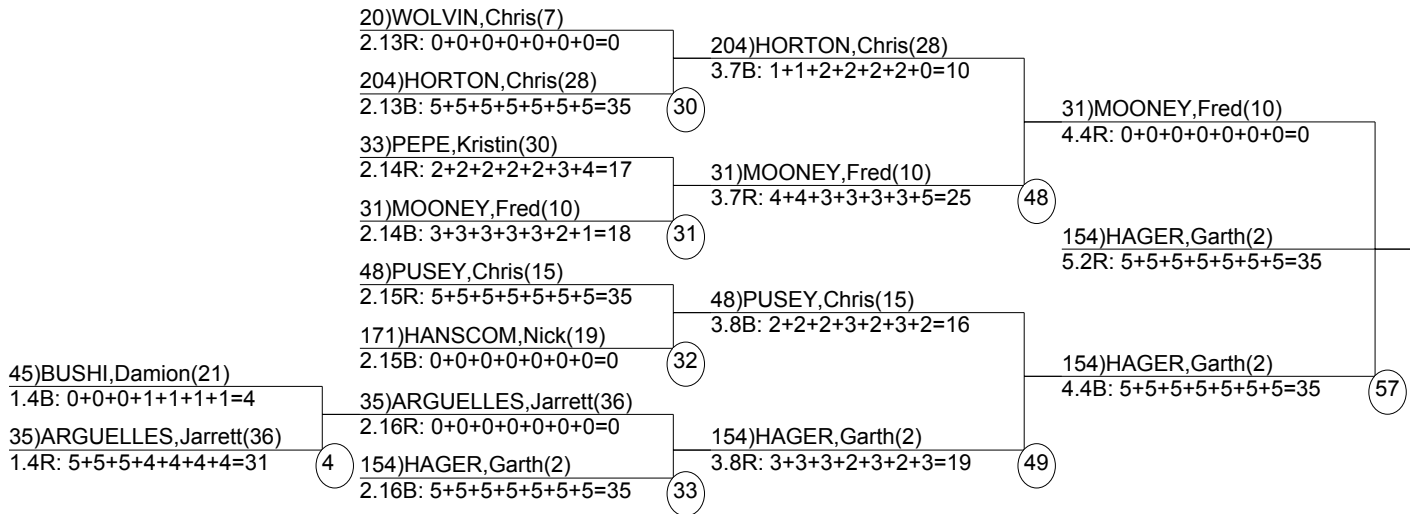 20)WOLVIN,Chris(7)
2.13R: 0+0+0+0+0+0+0=0
204)HORTON,Chris(28)
2.13B: 5+5+5+5+5+5+5=35
30
33)PEPE,Kristin(30)
2.14R: 2+2+2+2+2+3+4=17
31)MOONEY,Fred(10)
2.14B: 3+3+3+3+3+2+1=18
31
48)PUSEY,Chris(15)
2.15R: 5+5+5+5+5+5+5=35
171)HANSCOM,Nick(19)
2.15B: 0+0+0+0+0+0+0=0
32
45)BUSHI,Damion(21)
1.4B: 0+0+0+1+1+1+1=4
35)ARGUELLES,Jarrett(36)
1.4R: 5+5+5+4+4+4+4=31
4
35)ARGUELLES,Jarrett(36)
2.16R: 0+0+0+0+0+0+0=0
154)HAGER,Garth(2)
2.16B: 5+5+5+5+5+5+5=35
33
204)HORTON,Chris(28)
3.7B: 1+1+2+2+2+2+0=10
31)MOONEY,Fred(10)
3.7R: 4+4+3+3+3+3+5=25
48
48)PUSEY,Chris(15)
3.8B: 2+2+2+3+2+3+2=16
154)HAGER,Garth(2)
3.8R: 3+3+3+2+3+2+3=19
49
31)MOONEY,Fred(10)
4.4R: 0+0+0+0+0+0+0=0
154)HAGER,Garth(2)
5.2R: 5+5+5+5+5+5+5=35
154)HAGER,Garth(2)
4.4B: 5+5+5+5+5+5+5=35
57